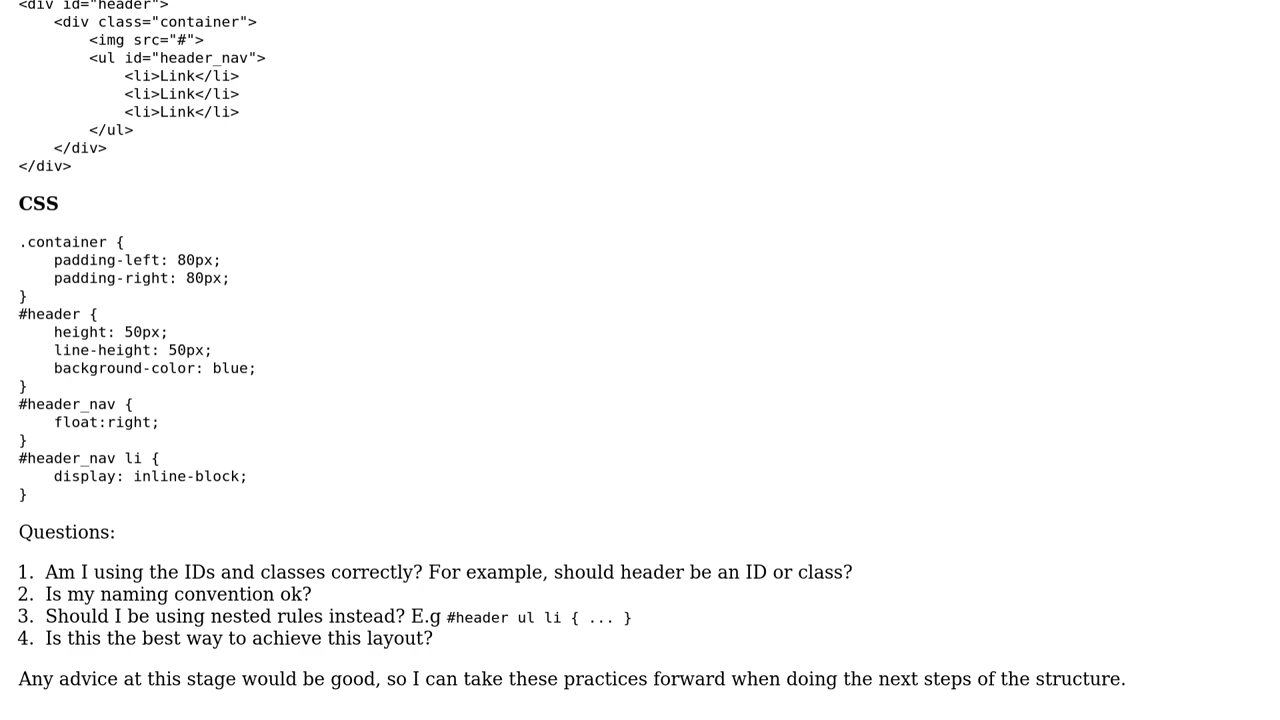 <div id="header">
    <div class="container">
        <img src="#">
        <ul id="header_nav">
            <li>Link</li>
            <li>Link</li>
            <li>Link</li>
        </ul>
    </div>
</div>
CSS
.container {
    padding-left: 80px;
    padding-right: 80px;
}
#header {
    height: 50px;
    line-height: 50px;
    background-color: blue;
}
#header_nav {
    float:right;
}
#header_nav li {
    display: inline-block;
}
Questions:
1. Am I using the IDs and classes correctly? For example, should header be an ID or class?
2. Is my naming convention ok?
3. Should I be using nested rules instead? E.g #header ul li { ... }
4. Is this the best way to achieve this layout?
Any advice at this stage would be good, so I can take these practices forward when doing the next steps of the structure.